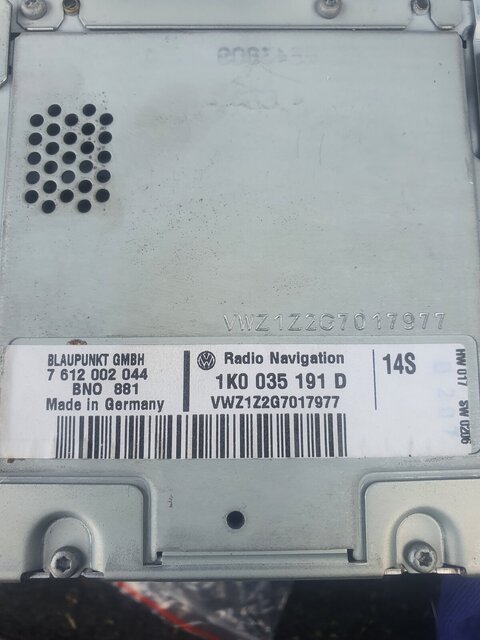 VWZ1Z2G7017977
BLAUPUNKT GMBH
7 612 002 044
BNO 881
Made in Germany
Radio Navigation
1K0 035 191 D
VWZ1Z2G7017977
14S
HW 017 SW 0206